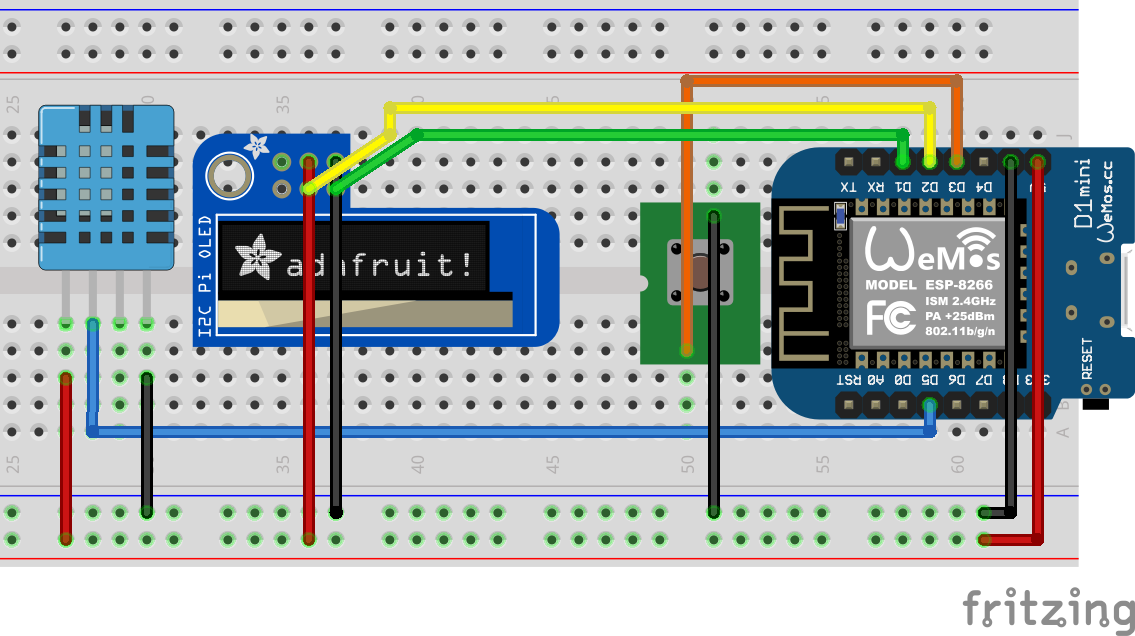 25
35
J
I2C Pi OLED
adafruit!
TX
RX
D1
D2
D3
D4
D1 mini
WeMos.cc
WeMos
MODEL ESP-8266
ISM 2.4GHz
PA +25dBm
802.11b/g/n
FC
RST
A0
D0
D5
D6
D7
RESET
A
25
35
40
45
50
55
60
fritzing